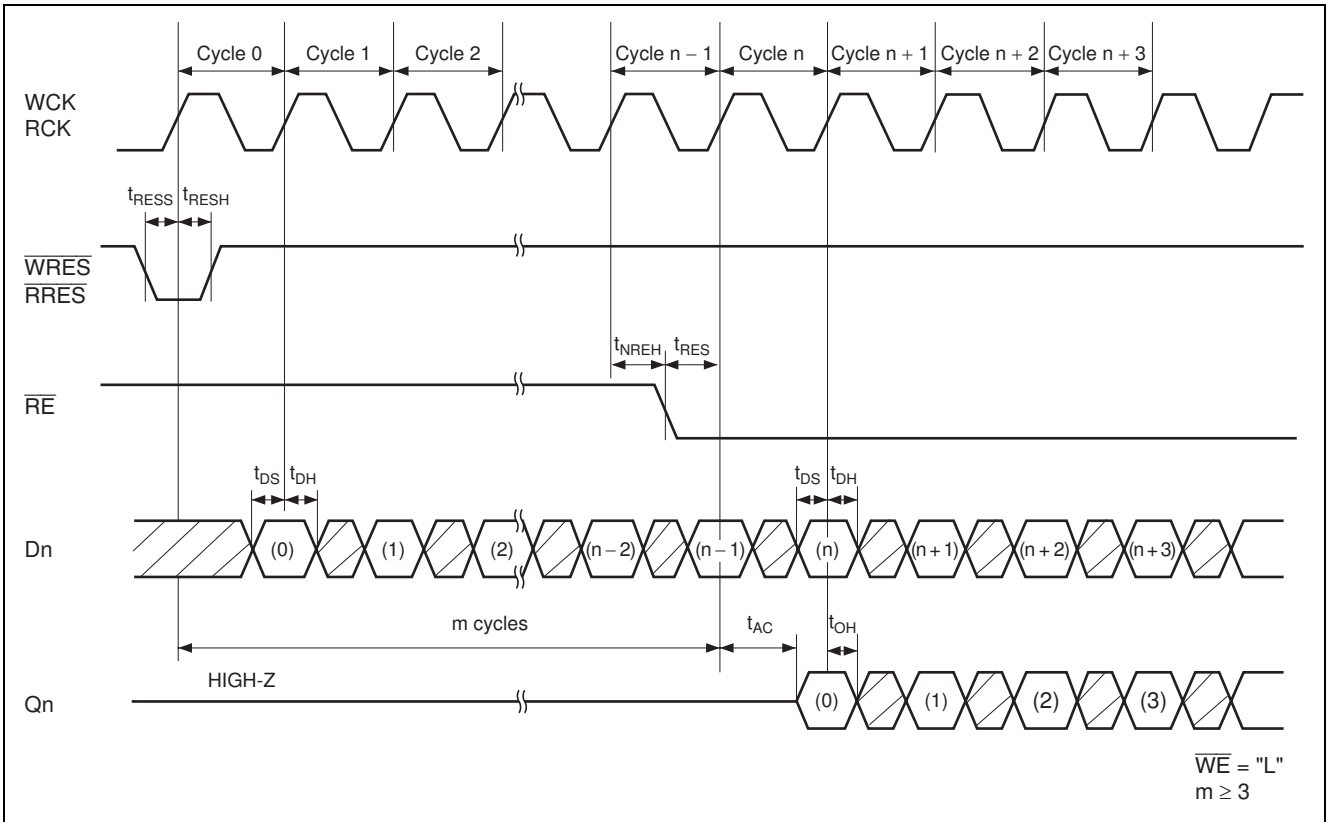 Cycle 0 Cycle 1 Cycle 2 Cycle n − 1 Cycle n Cycle n + 1 Cycle n + 2 Cycle n + 3
WCK
RCK
tRESS tRESH
WRES
RRES
tNREH tRES
RE
tDS tDH tDS tDH
Dn (0) (1) (2) (n − 2) (n − 1) (n) (n + 1) (n + 2) (n + 3)
m cycles tAC tOH
HIGH-Z
Qn (0) (1) (2) (3)
WE = "L"
m ≥ 3